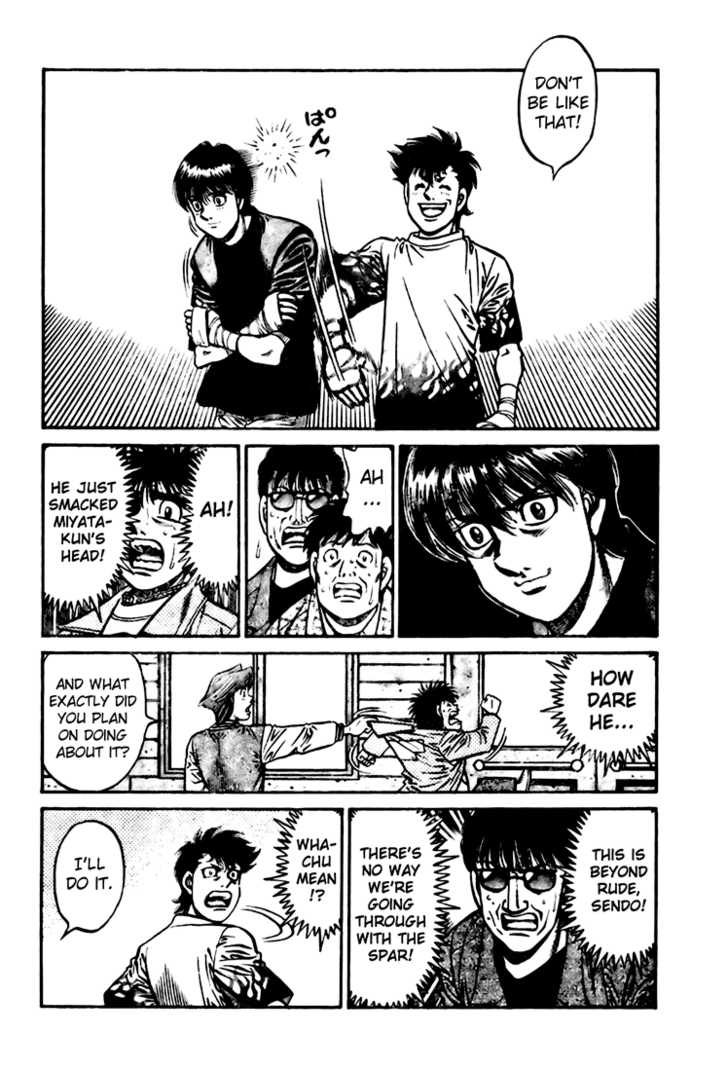 DON'T
BE LIKE
THAT!
ぱんっ
AH
...
AH!
HE JUST
SMACKED
MIYATA-
KUN'S
HEAD!
HOW
DARE
HE...
AND WHAT
EXACTLY DID
YOU PLAN
ON DOING
ABOUT IT?
THIS IS
BEYOND
RUDE,
SENDO!
THERE'S
NO WAY
WE'RE
GOING
THROUGH
WITH THE
SPAR!
WHA-
CHU
MEAN
!?
I'LL
DO IT.